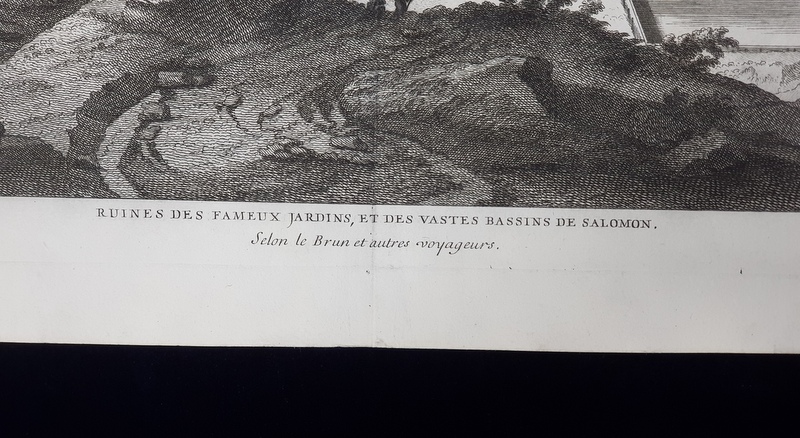 RUINES DES FAMEUX JARDINS, ET DES VASTES BASSINS DE SALOMON.
Selon le Brun et autres voyageurs.